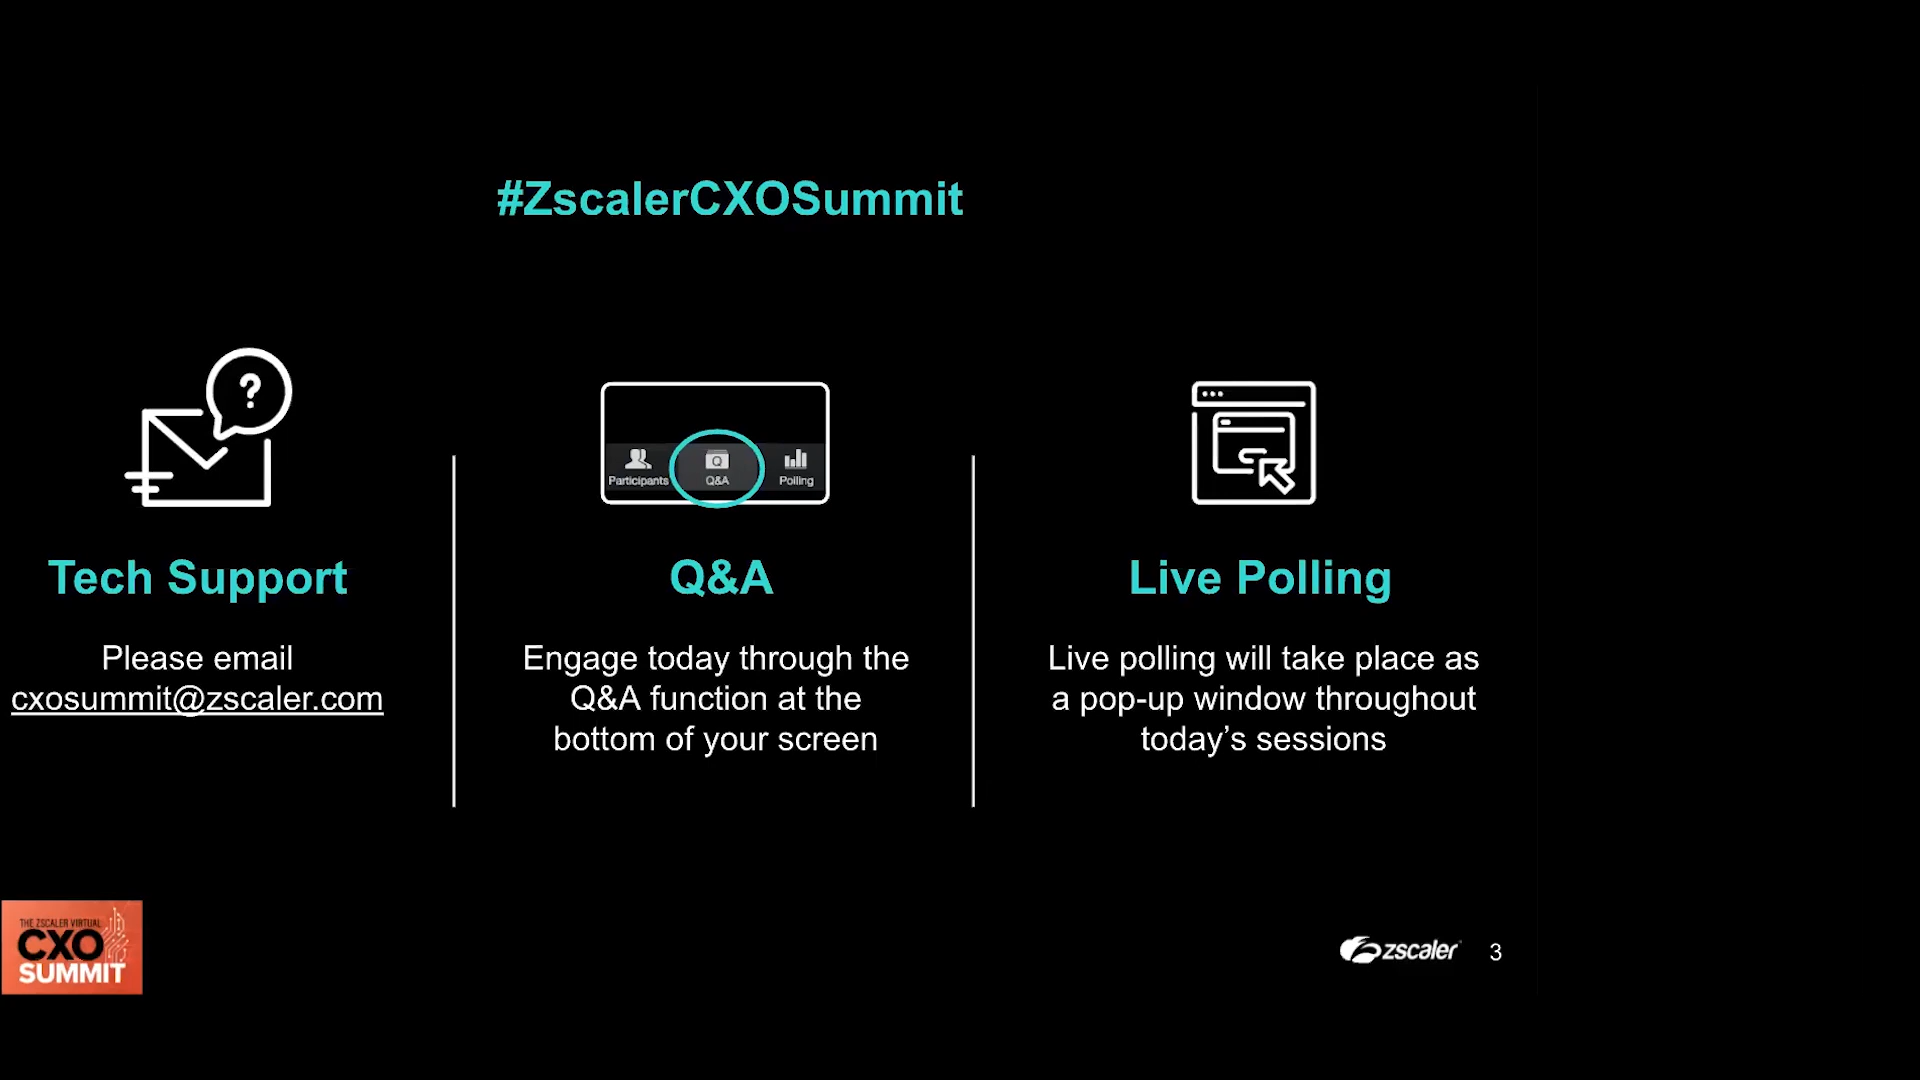 #ZscalerCXOSummit
?
Participants
Q
Q&A
Polling
Tech Support
Please email
cxosummit@zscaler.com
Q&A
Engage today through the
Q&A function at the
bottom of your screen
Live Polling
Live polling will take place as
a pop-up window throughout
today’s sessions
THE ZSCALER VIRTUAL
CXO
SUMMIT
zscaler
3